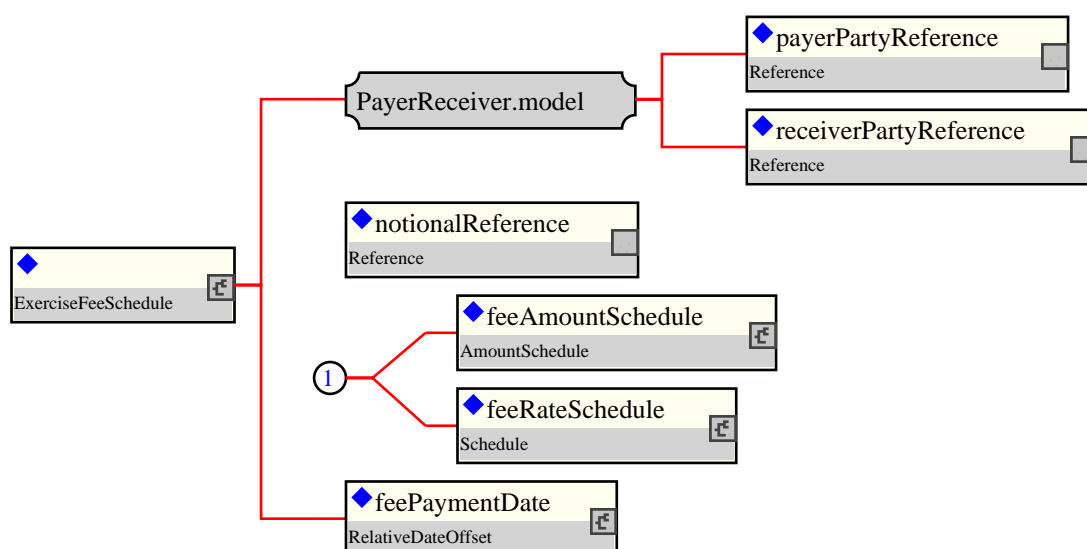 payerPartyReference
Reference
PayerReceiver.model
receiverPartyReference
Reference
notionalReference
Reference
ExerciseFeeSchedule
feeAmountSchedule
AmountSchedule
1
feeRateSchedule
Schedule
feePaymentDate
RelativeDateOffset